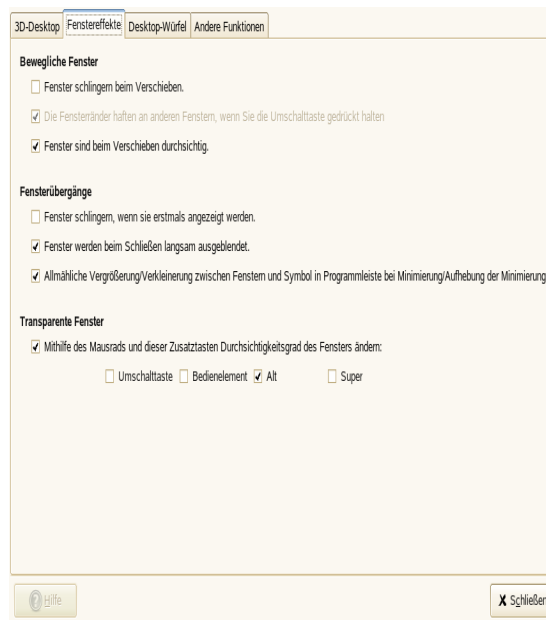 3D-Desktop Fenstereffekte Desktop-Würfel Andere Funktionen
Bewegliche Fenster
Fenster schlingern beim Verschieben.
Die Fensterränder haften an anderen Fenstern, wenn Sie die Umschalttaste gedrückt halten
Fenster sind beim Verschieben durchsichtig.
Fensterübergänge
Fenster schlingern, wenn sie erstmals angezeigt werden.
Fenster werden beim Schließen langsam ausgeblendet.
Allmähliche Vergrößerung/Verkleinerung zwischen Fenstern und Symbol in Programmleiste bei Minimierung/Aufhebung der Minimierung
Transparente Fenster
Mithilfe des Mausrads und dieser Zusatztasten Durchsichtigkeitsgrad des Fensters ändern:
Umschalttaste Bedienelement Alt Super
Hilfe Schließen